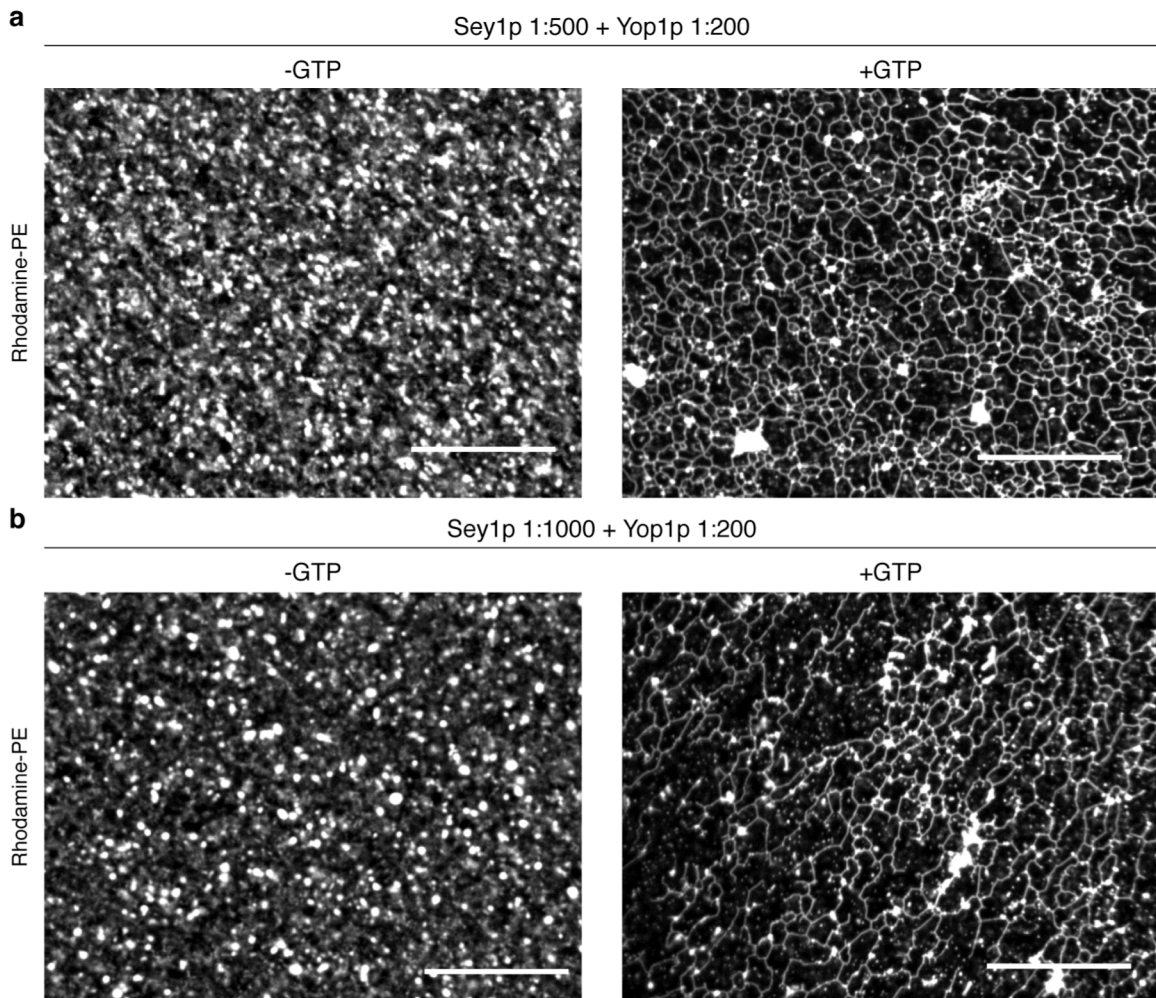 a
Sey1p 1:500 + Yop1p 1:200
-GTP
+GTP
Rhodamine-PE
b
Sey1p 1:1000 + Yop1p 1:200
-GTP
+GTP
Rhodamine-PE